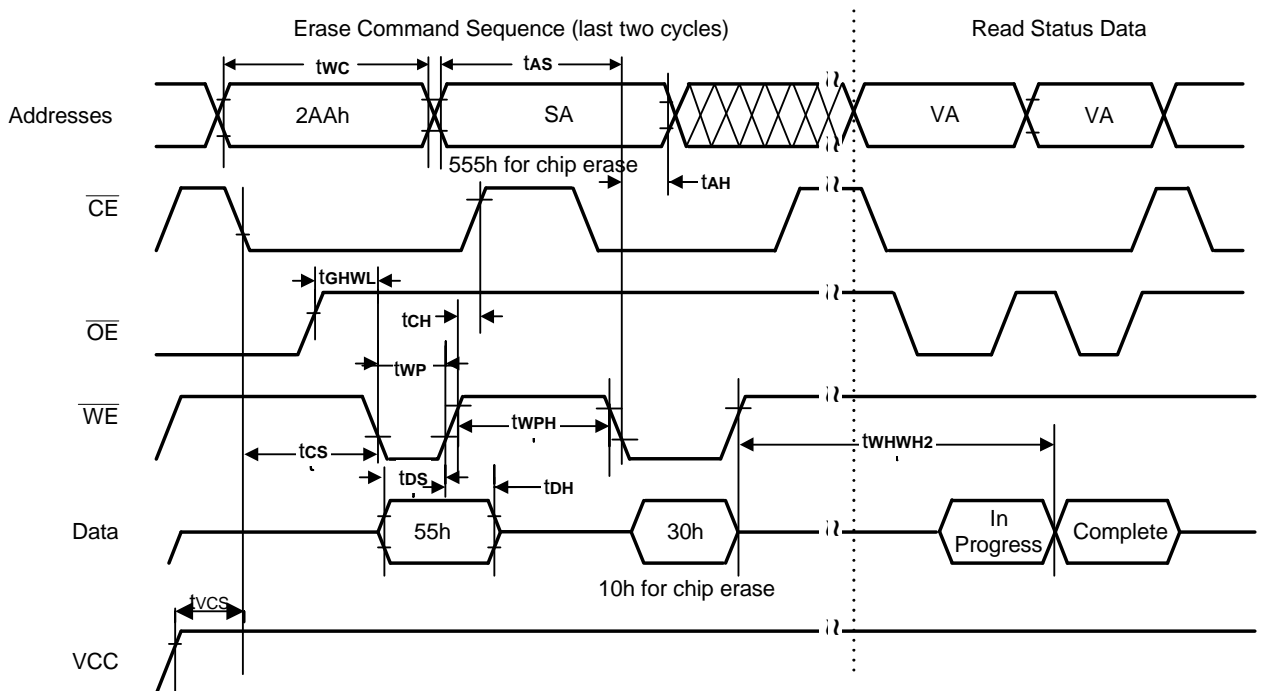 Erase Command Sequence (last two cycles)
Read Status Data
tWC
tAS
Addresses
2AAh
SA
VA
VA
555h for chip erase
tAH
CE
tGHWL
OE
tCH
tWP
WE
tWPH
tWHWH2
tCS
tDS
tDH
Data
55h
30h
In
Progress
Complete
10h for chip erase
tVCS
VCC